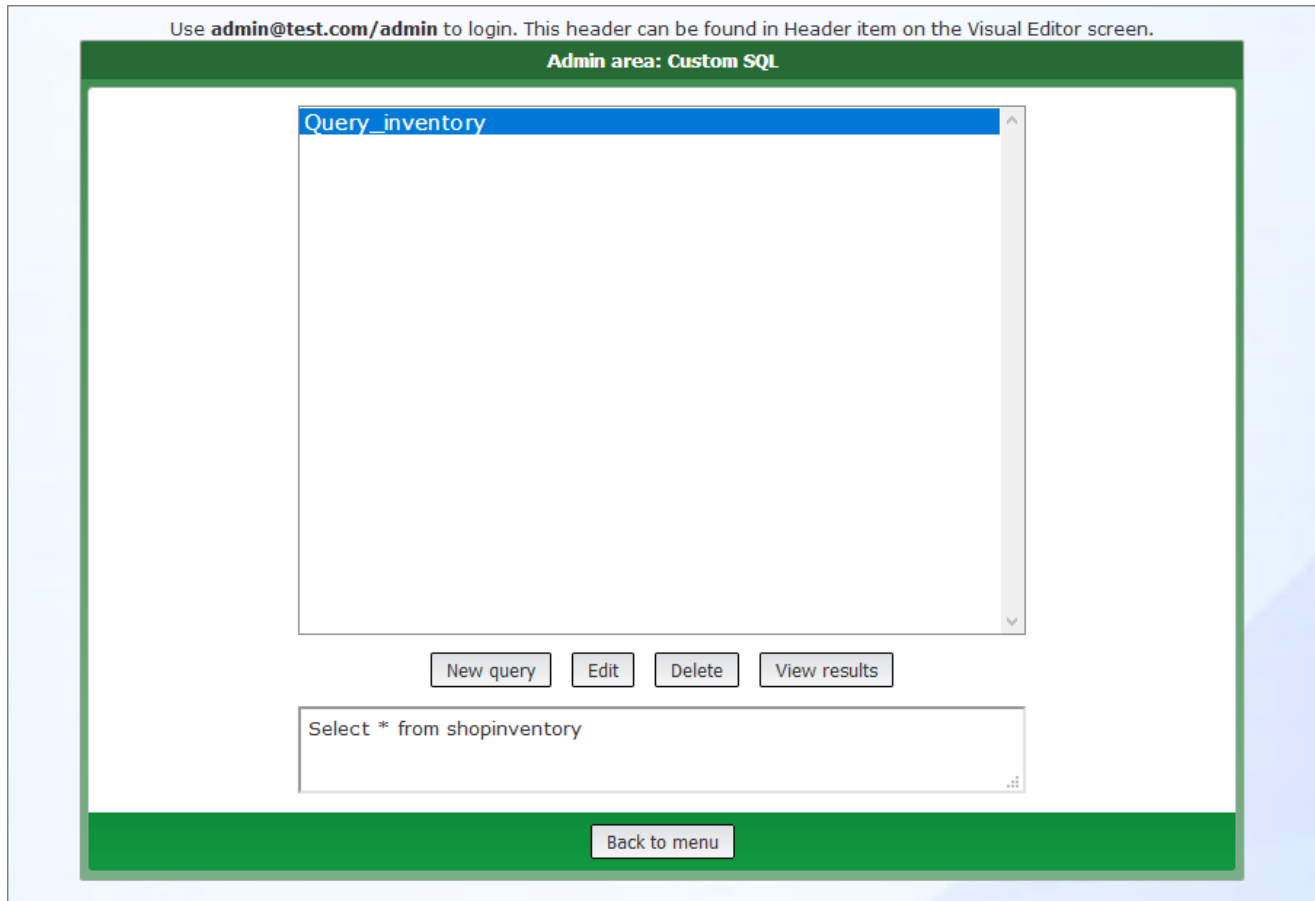 Use admin@test.com/admin to login. This header can be found in Header item on the Visual Editor screen.
Admin area: Custom SQL
Query_inventory
New query Edit Delete View results
Select * from shopinventory
Back to menu